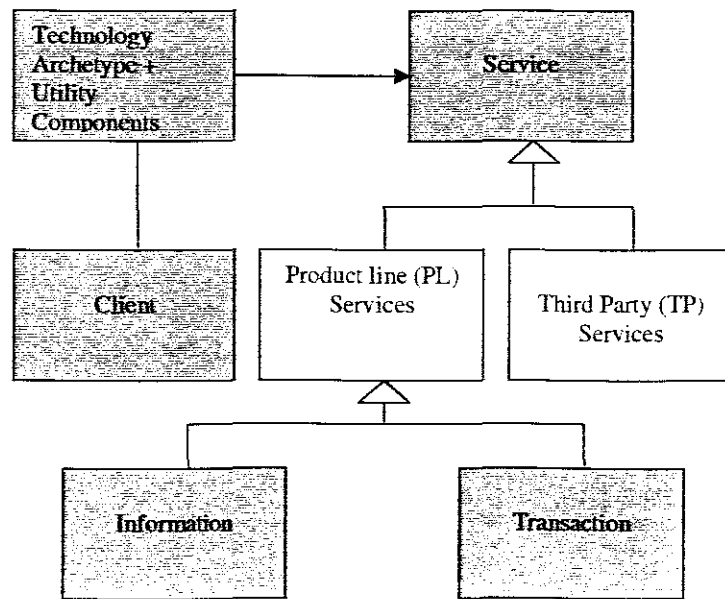 Technology
Archetype +
Utility
Components
Service
Client
Product line (PL)
Services
Third Party (TP)
Services
Information
Transaction